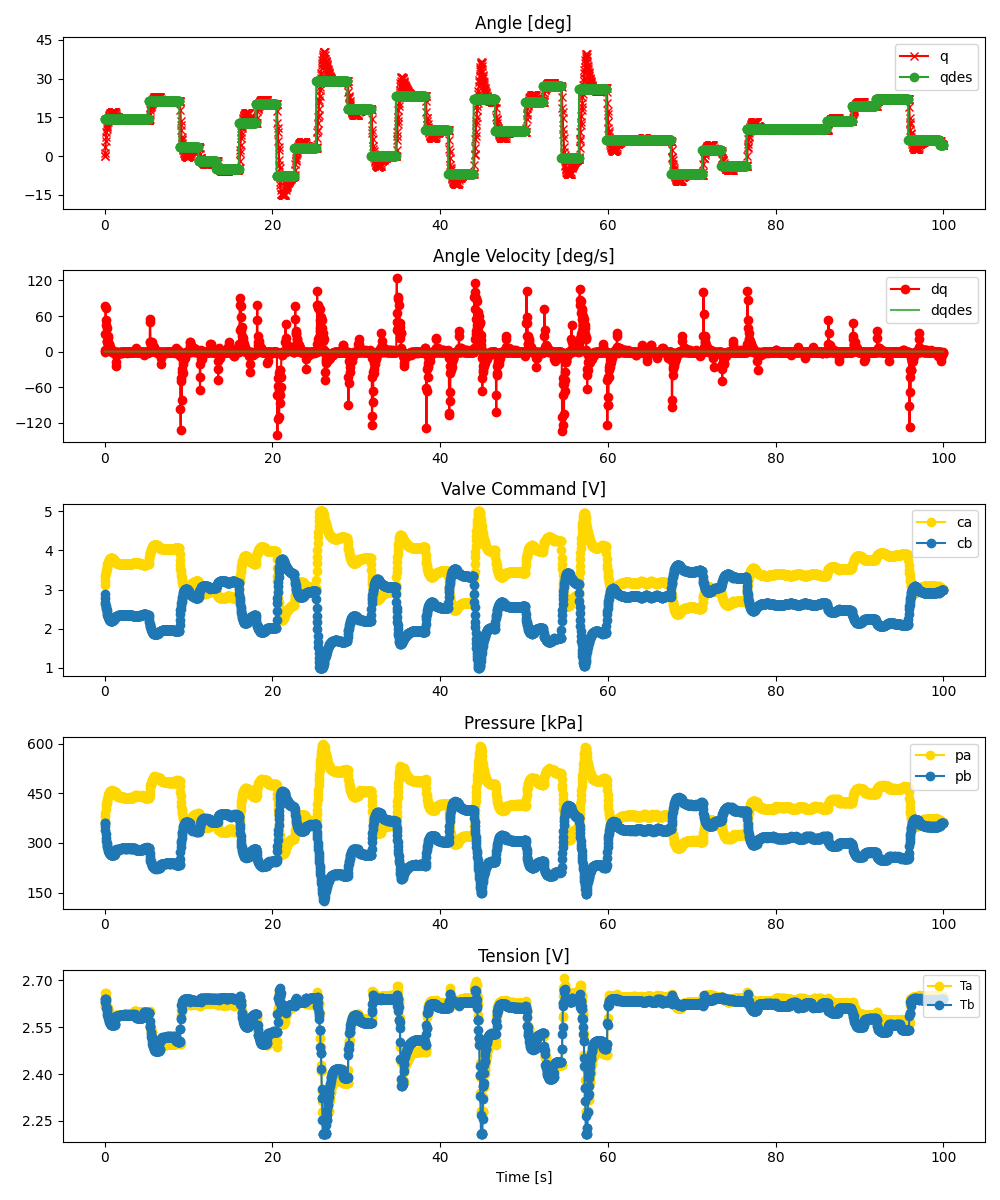 Angle [deg]
45
30
15
0
−15
q
qdes
0 20 40 60 80 100
Angle Velocity [deg/s]
120
60
0
−60
−120
dq
dqdes
0 20 40 60 80 100
Valve Command [V]
5
4
3
2
1
ca
cb
0 20 40 60 80 100
Pressure [kPa]
600
450
300
150
pa
pb
0 20 40 60 80 100
Tension [V]
2.70
2.55
2.40
2.25
Ta
Tb
0 20 40 60 80 100
Time [s]